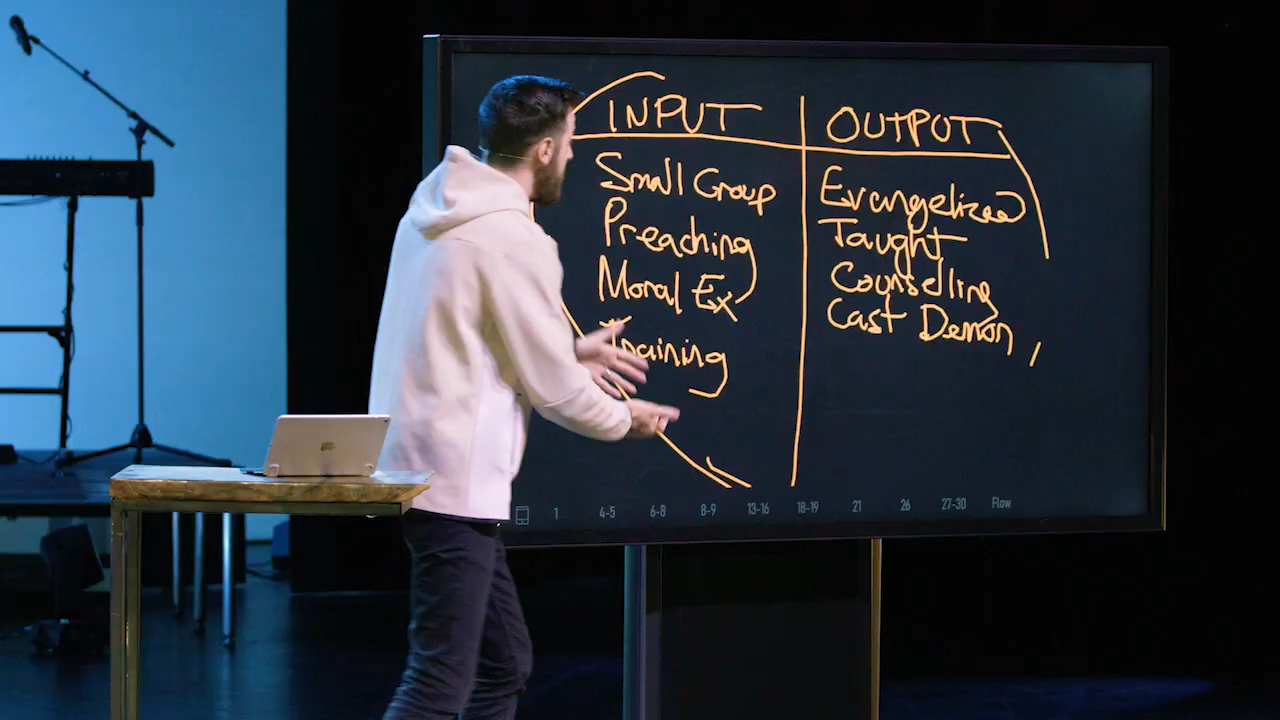 INPUT
OUTPUT
Small Group
Preaching
Moral Ex
Training
Evangelized
Taught
Counseling
Cast Demon
1 4-5 6-8 8-9 13-16 18-19 21 26 27-30 Flow